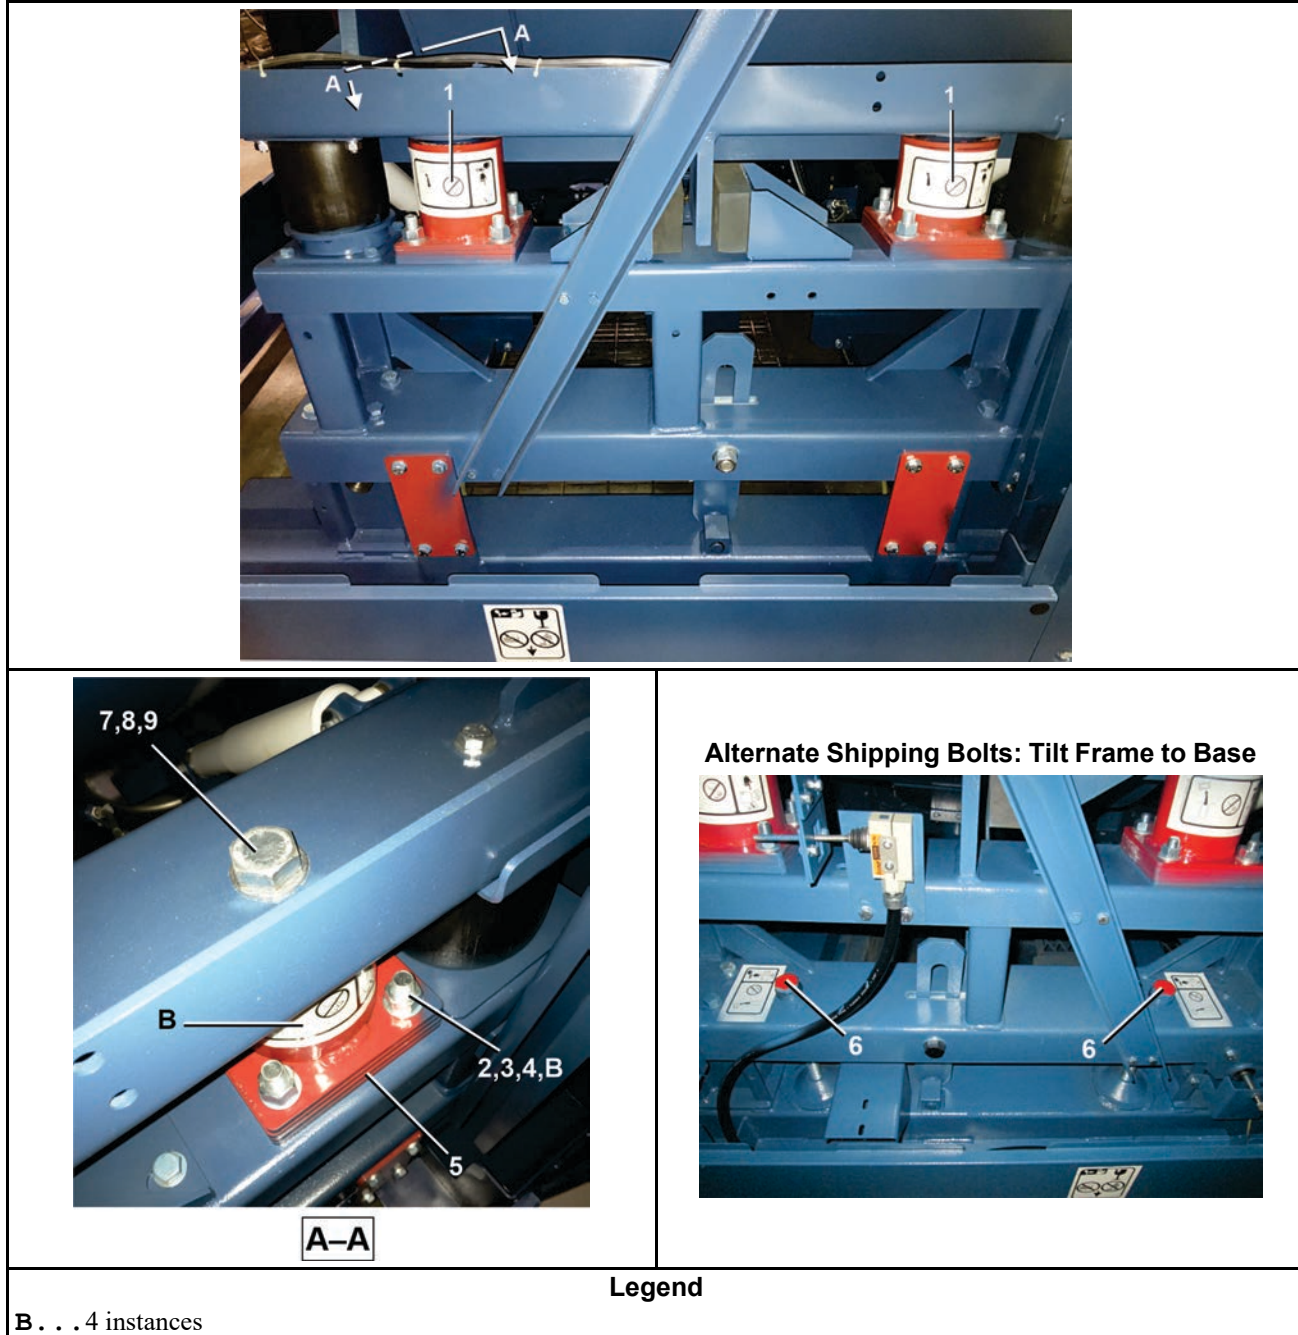 A
A
1
1
7,8,9
B
2,3,4,B
5
A–A
Alternate Shipping Bolts: Tilt Frame to Base
6
6
Legend
B...4 instances